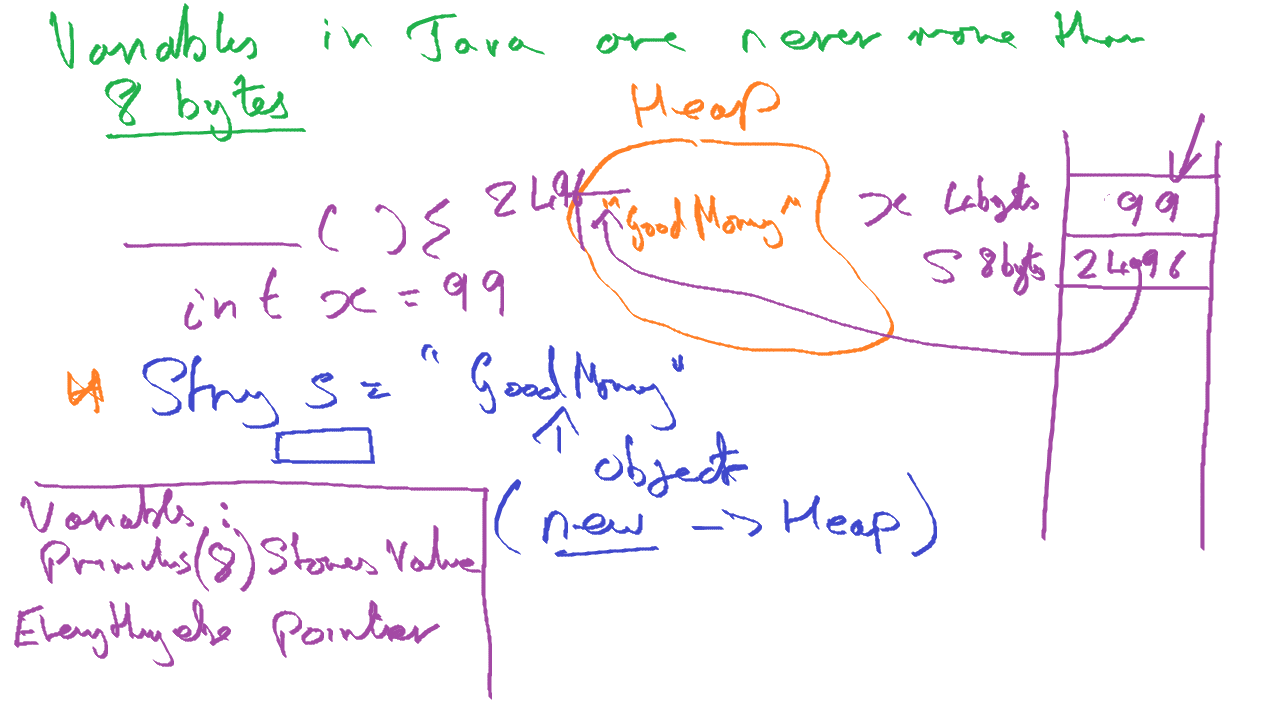 Variables in Java are never more than
8 bytes
Heap
2496
"Good Morning"
x 4bytes 99
S 8bytes 2496
( ) {
int x = 99
String s = "Good Morning"
object
(new -> Heap)
Variables:
Primitives(8) Stores Value
Everything else Pointer